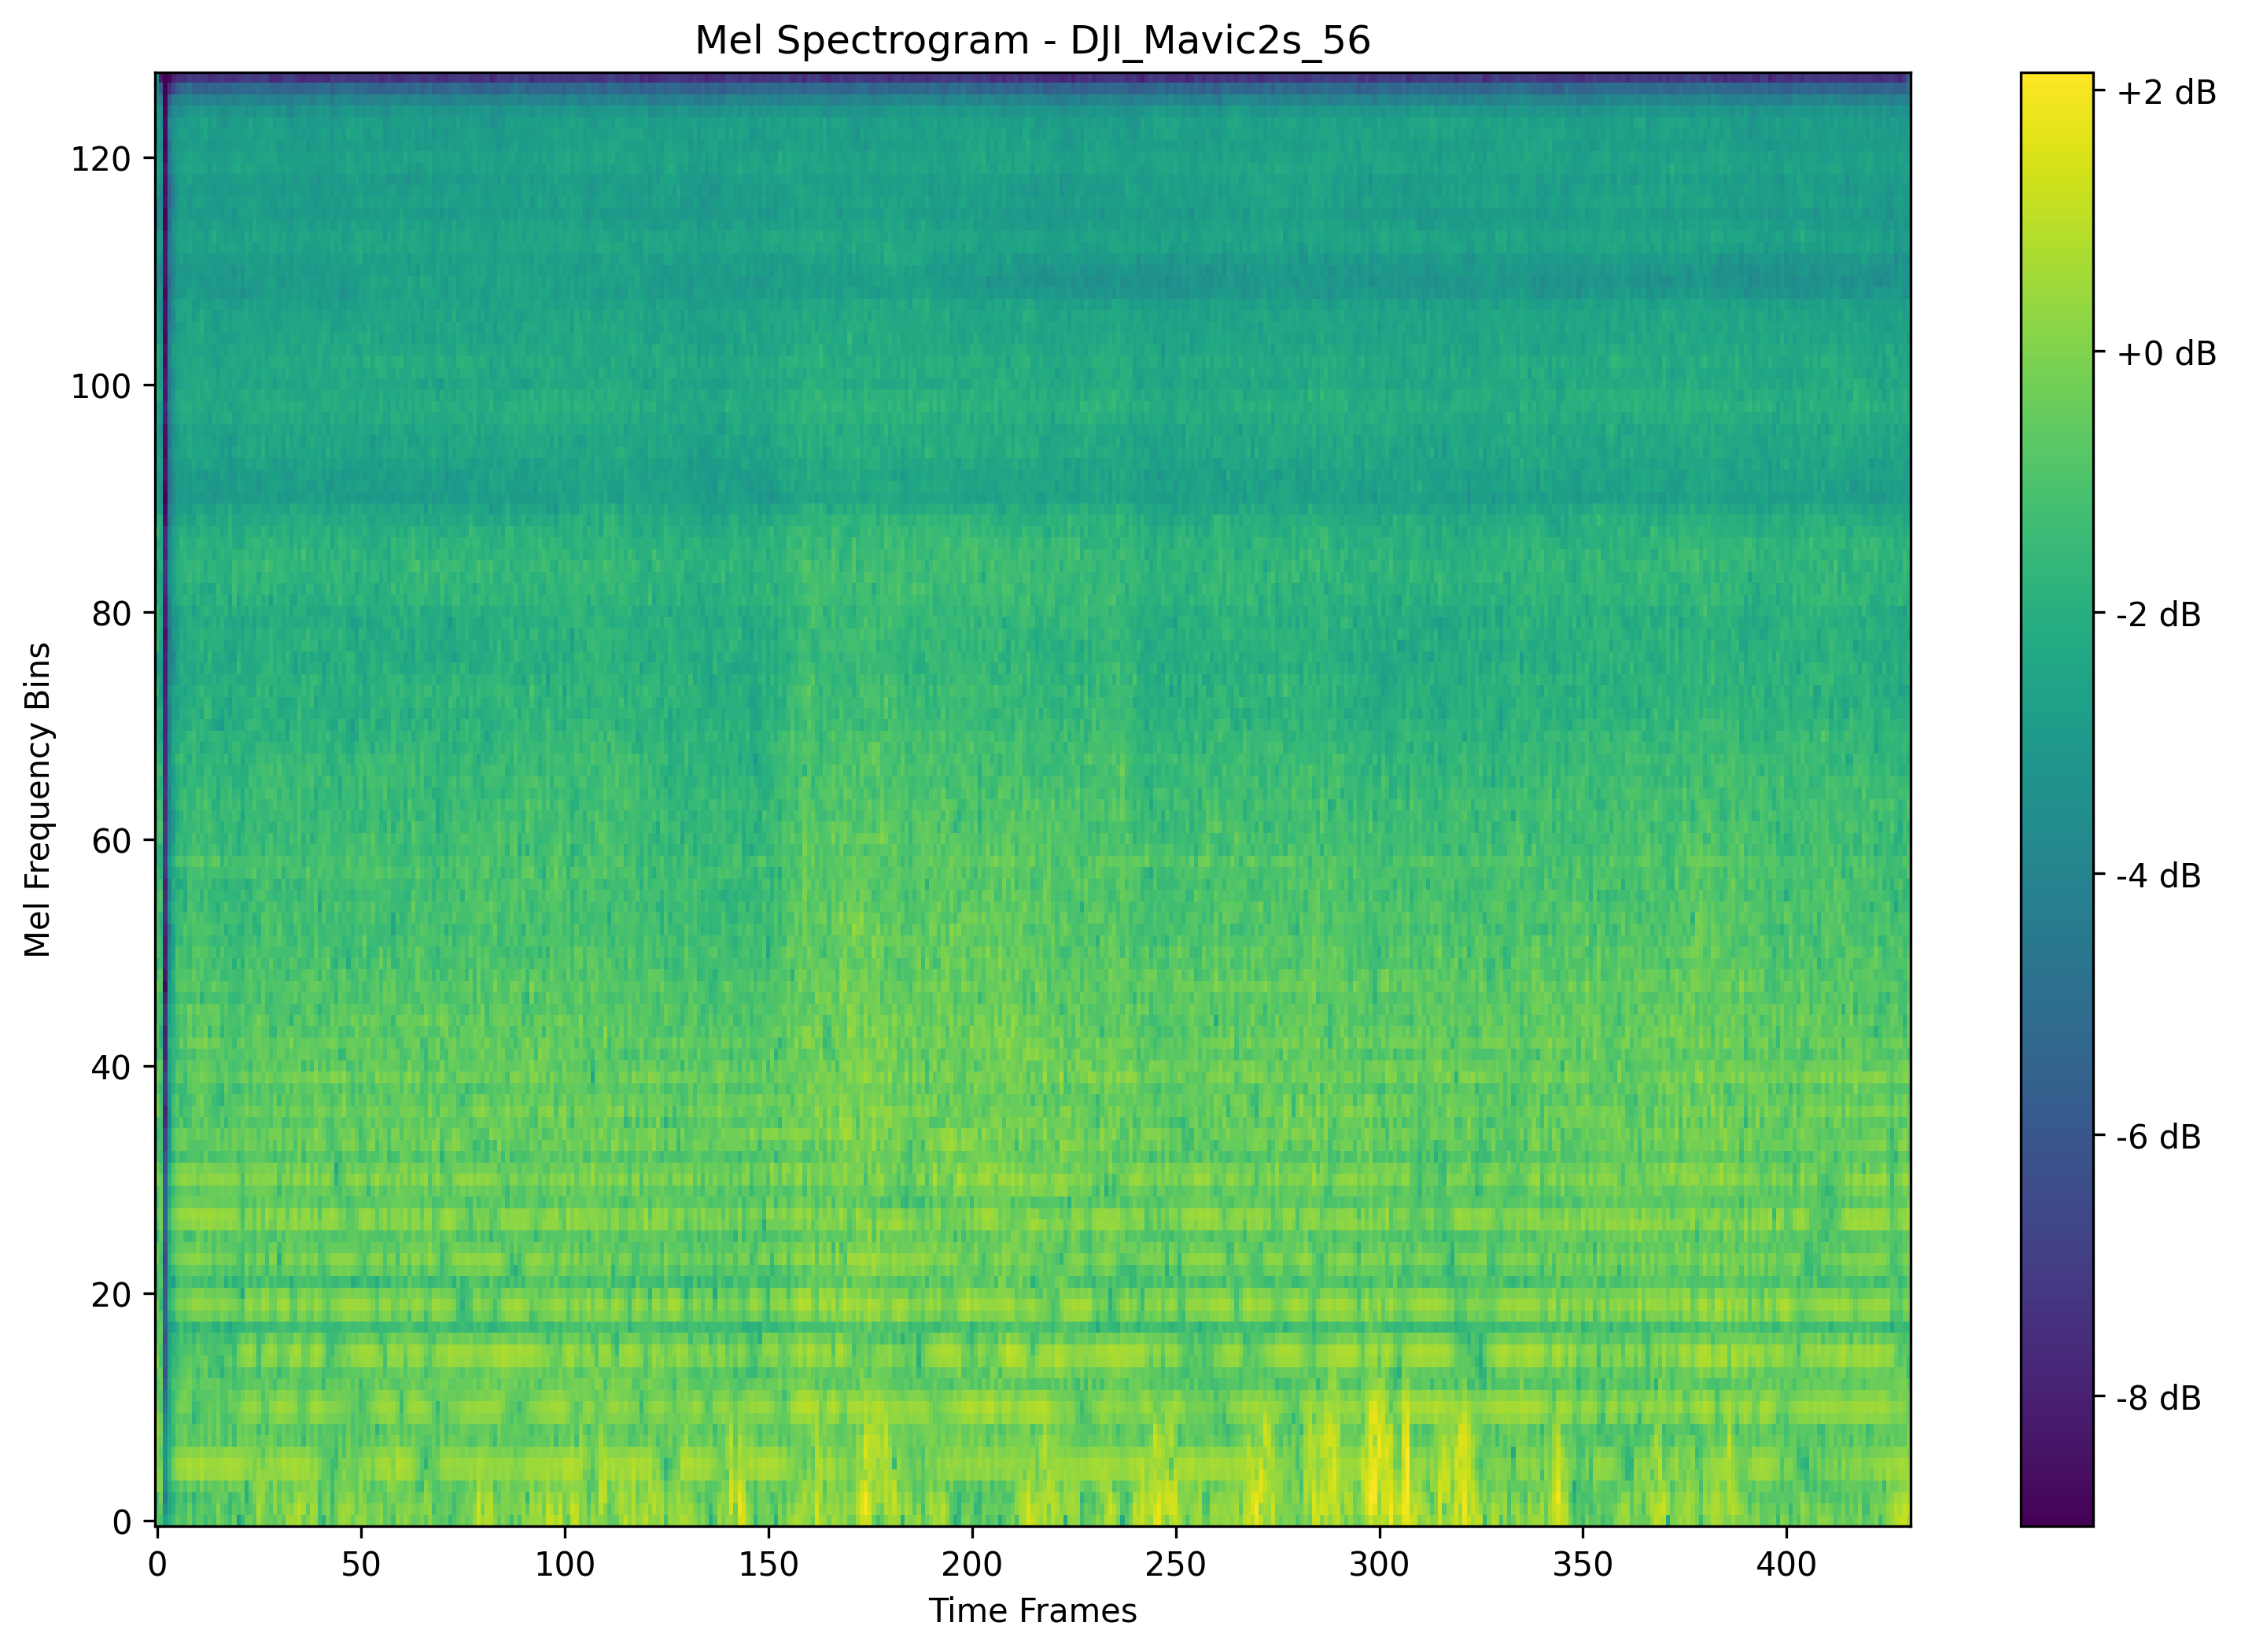 Mel Spectrogram - DJI_Mavic2s_56
Mel Frequency Bins
120
100
80
60
40
20
0
0 50 100 150 200 250 300 350 400
Time Frames
+2 dB
+0 dB
-2 dB
-4 dB
-6 dB
-8 dB